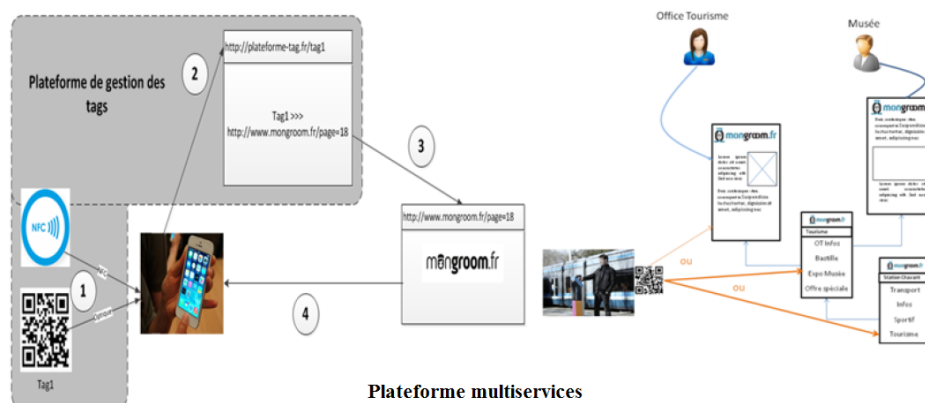 Plateforme de gestion des
tags
http://plateforme-tag.fr/tag1
Tag1 >>>
http://www.mongroom.fr/page=18
2
3
NFC
NFC
1
Optique
Tag1
http://www.mongroom.fr/page=18
mongroom.fr
4
Office Tourisme
Musée
mongroom.fr
mongroom.fr
ou
ou
mongroom.fr
Tourisme
OT Infos
Bastille
Expo Musée
Offre spéciale
mongroom.fr
Transport
Infos
Sportif
Tourisme
Plateforme multiservices